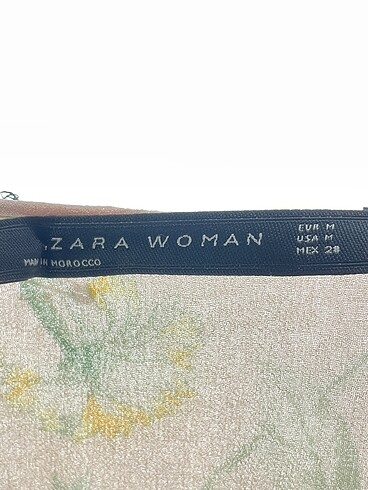 ZARA WOMAN
MADE IN MOROCCO
EUR M
USA M
MEX 28